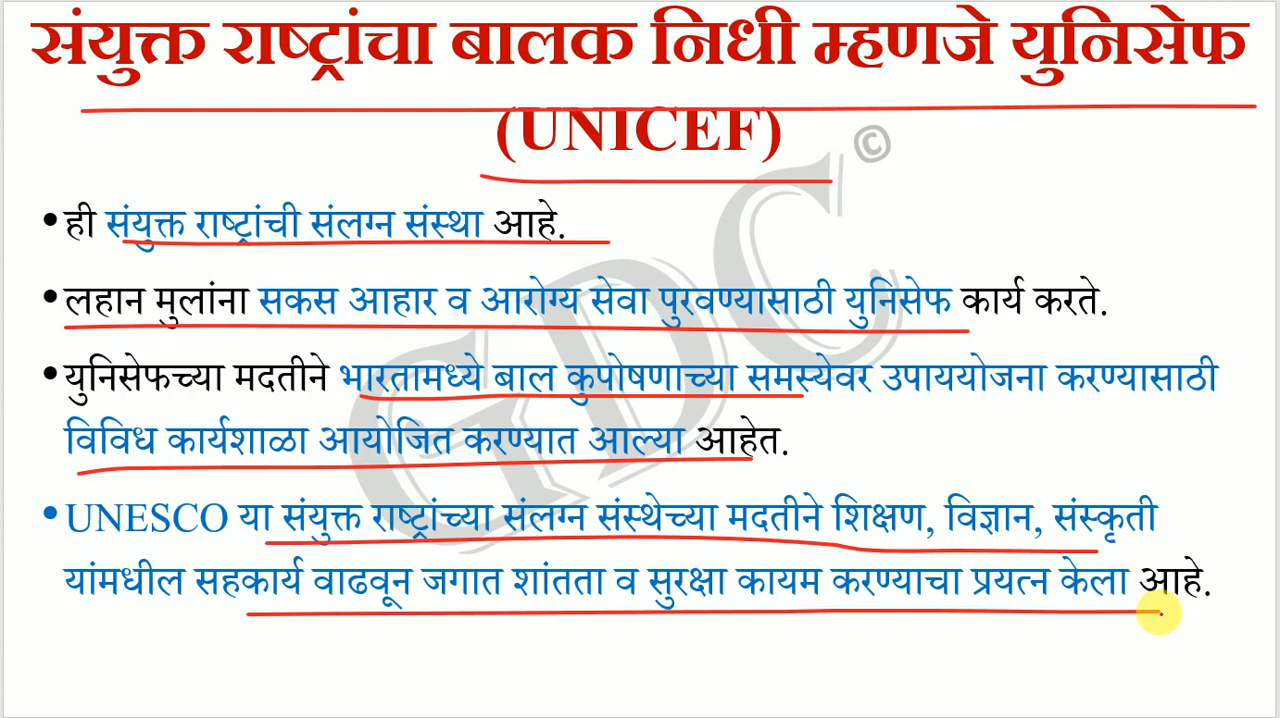 संयुक्त राष्ट्रांचा बालक निधी म्हणजे युनिसेफ
(UNICEF)
©
GDC
•ही संयुक्त राष्ट्रांची संलग्न संस्था आहे.
•लहान मुलांना सकस आहार व आरोग्य सेवा पुरवण्यासाठी युनिसेफ कार्य करते.
•युनिसेफच्या मदतीने भारतामध्ये बाल कुपोषणाच्या समस्येवर उपाययोजना करण्यासाठी
विविध कार्यशाळा आयोजित करण्यात आल्या आहेत.
•UNESCO या संयुक्त राष्ट्रांच्या संलग्न संस्थेच्या मदतीने शिक्षण, विज्ञान, संस्कृती
यांमधील सहकार्य वाढवून जगात शांतता व सुरक्षा कायम करण्याचा प्रयत्न केला आहे.